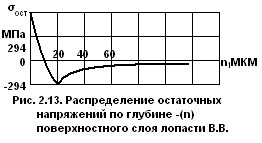 σост
МПа
294
20 40 60
0
n,МКМ
-294
Рис. 2.13. Распределение остаточных
напряжений по глубине -(n)
поверхностного слоя лопасти В.В.